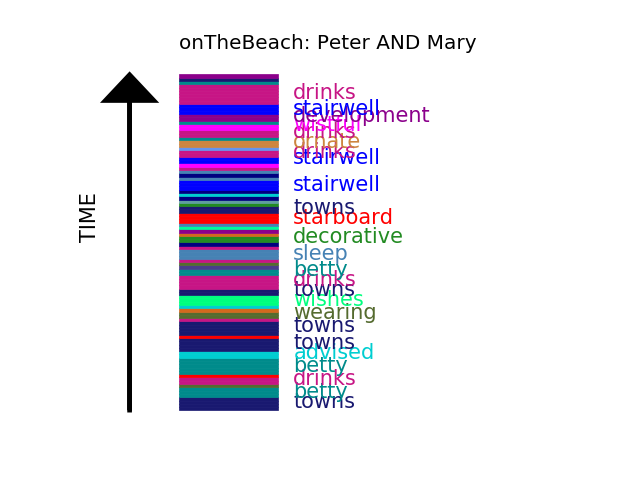 onTheBeach: Peter AND Mary
TIME
drinks
stairwell
development
wistful
drinks
ornate
drinks
stairwell
stairwell
towns
starboard
decorative
sleep
betty
drinks
towns
wishes
wearing
towns
towns
advised
betty
drinks
betty
towns